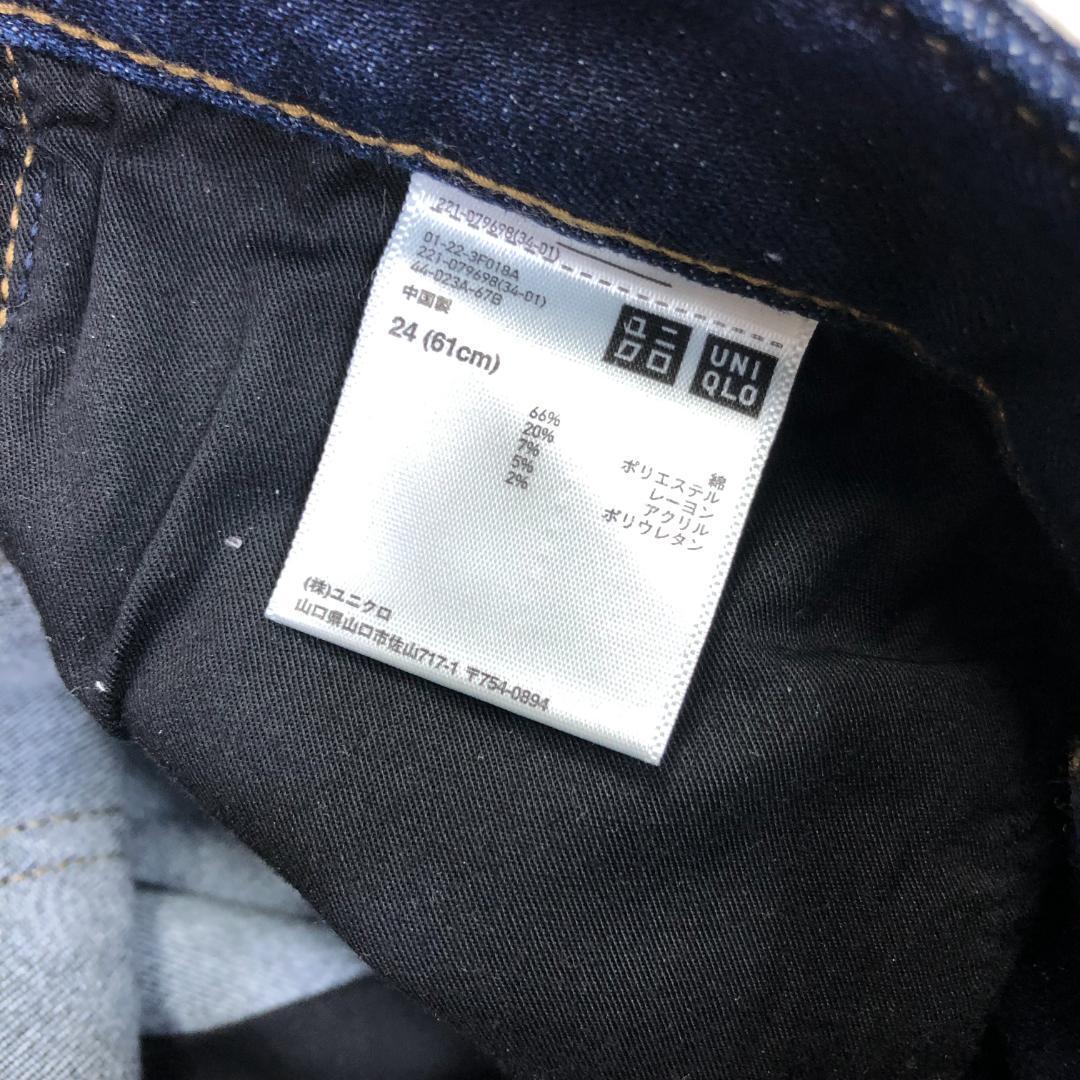 221-079698(34-01)
01-22-3F018A
221-079698(34-01)
44-023A-67B
中国製
24 (61cm)
ユニクロ
UNI
QLO
66% 綿
20% ポリエステル
7% レーヨン
5% アクリル
2% ポリウレタン
(株)ユニクロ
山口県山口市佐山717-1 〒754-0894